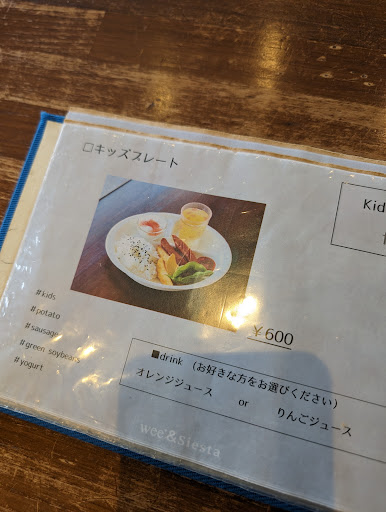 □キッズプレート
Kid
#kids
#potato
#sausage
#green soybeans
#yogurt
￥600
■drink （お好きな方をお選びください）
オレンジジュース or りんごジュース
wee'&Siesta